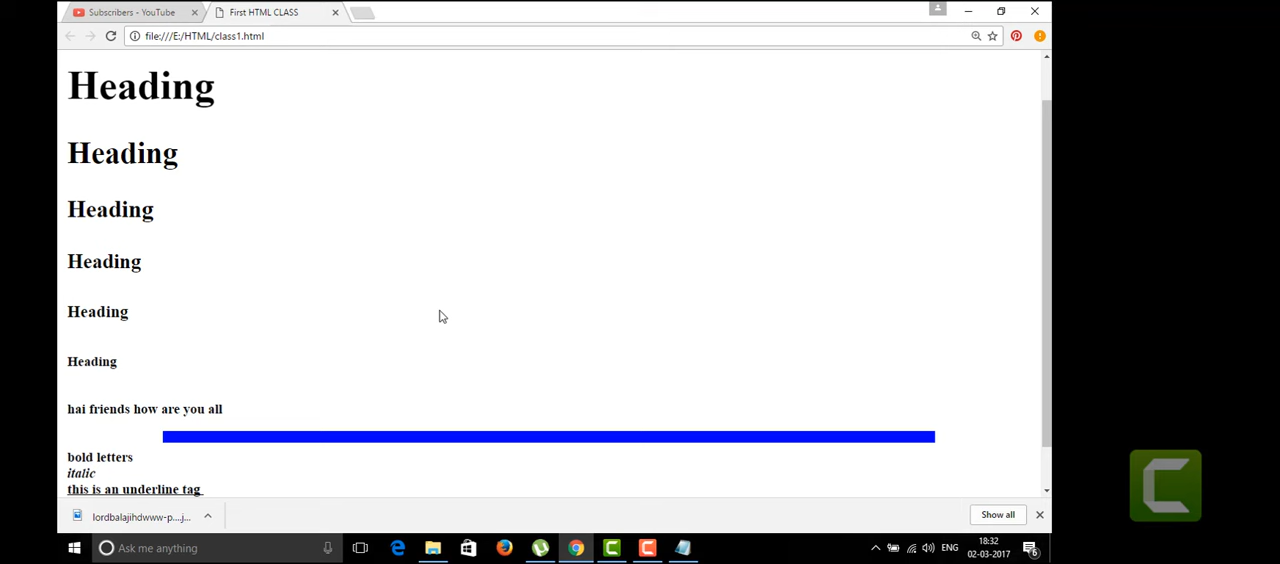 Subscribers - YouTube
First HTML CLASS
file:///E:/HTML/class1.html
Heading
Heading
Heading
Heading
Heading
Heading
hai friends how are you all
bold letters
italic
this is an underline tag
lordbalajihdwww-p....j...
Show all
Ask me anything
ENG
18:32
02-03-2017
6